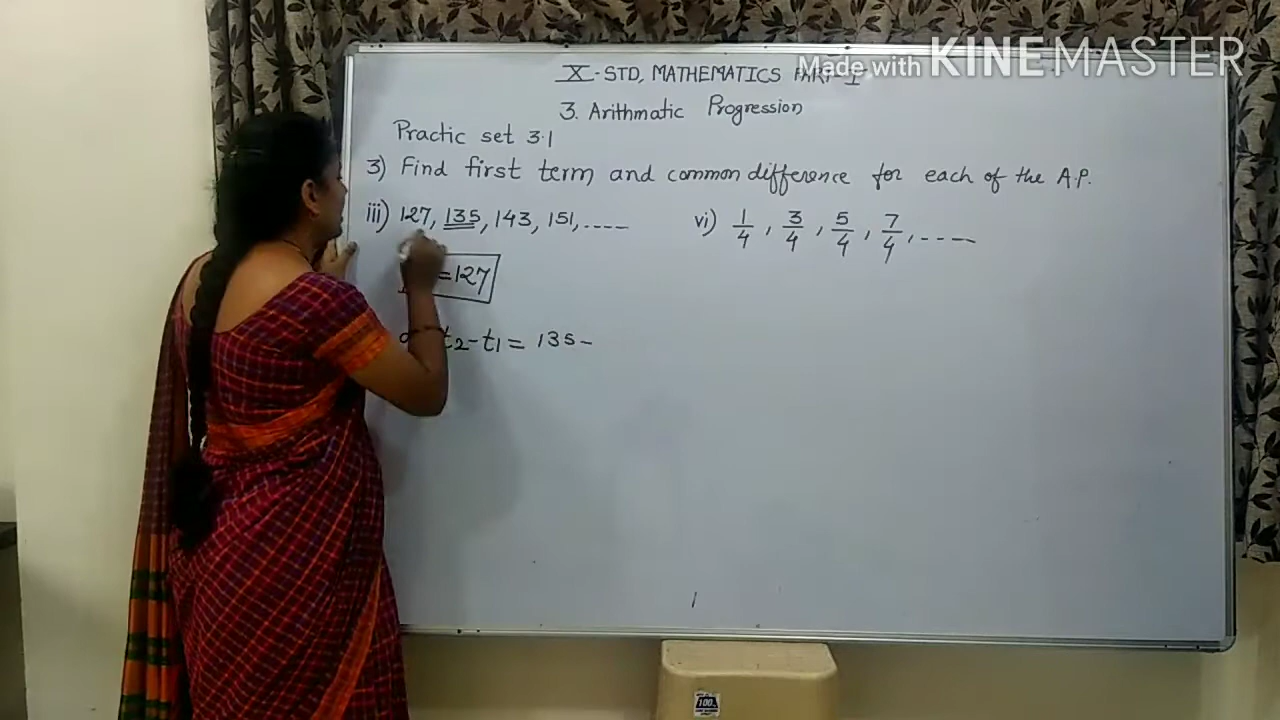 Made with KINEMASTER
X-STD, MATHEMATICS PART-I
3. Arithmatic Progression
Practic set 3.1
3) Find first term and common difference for each of the A.P.
iii) 127, 135, 143, 151, ----
vi) 1/4, 3/4, 5/4, 7/4, ----
=127
t₂-t₁ = 135-
100